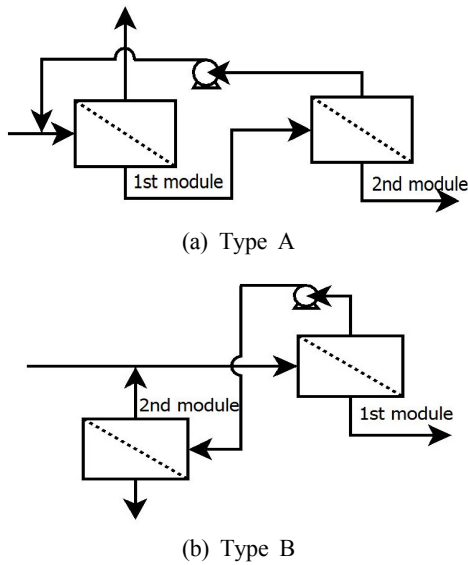 1st module
2nd module
(a) Type A
2nd module
1st module
(b) Type B